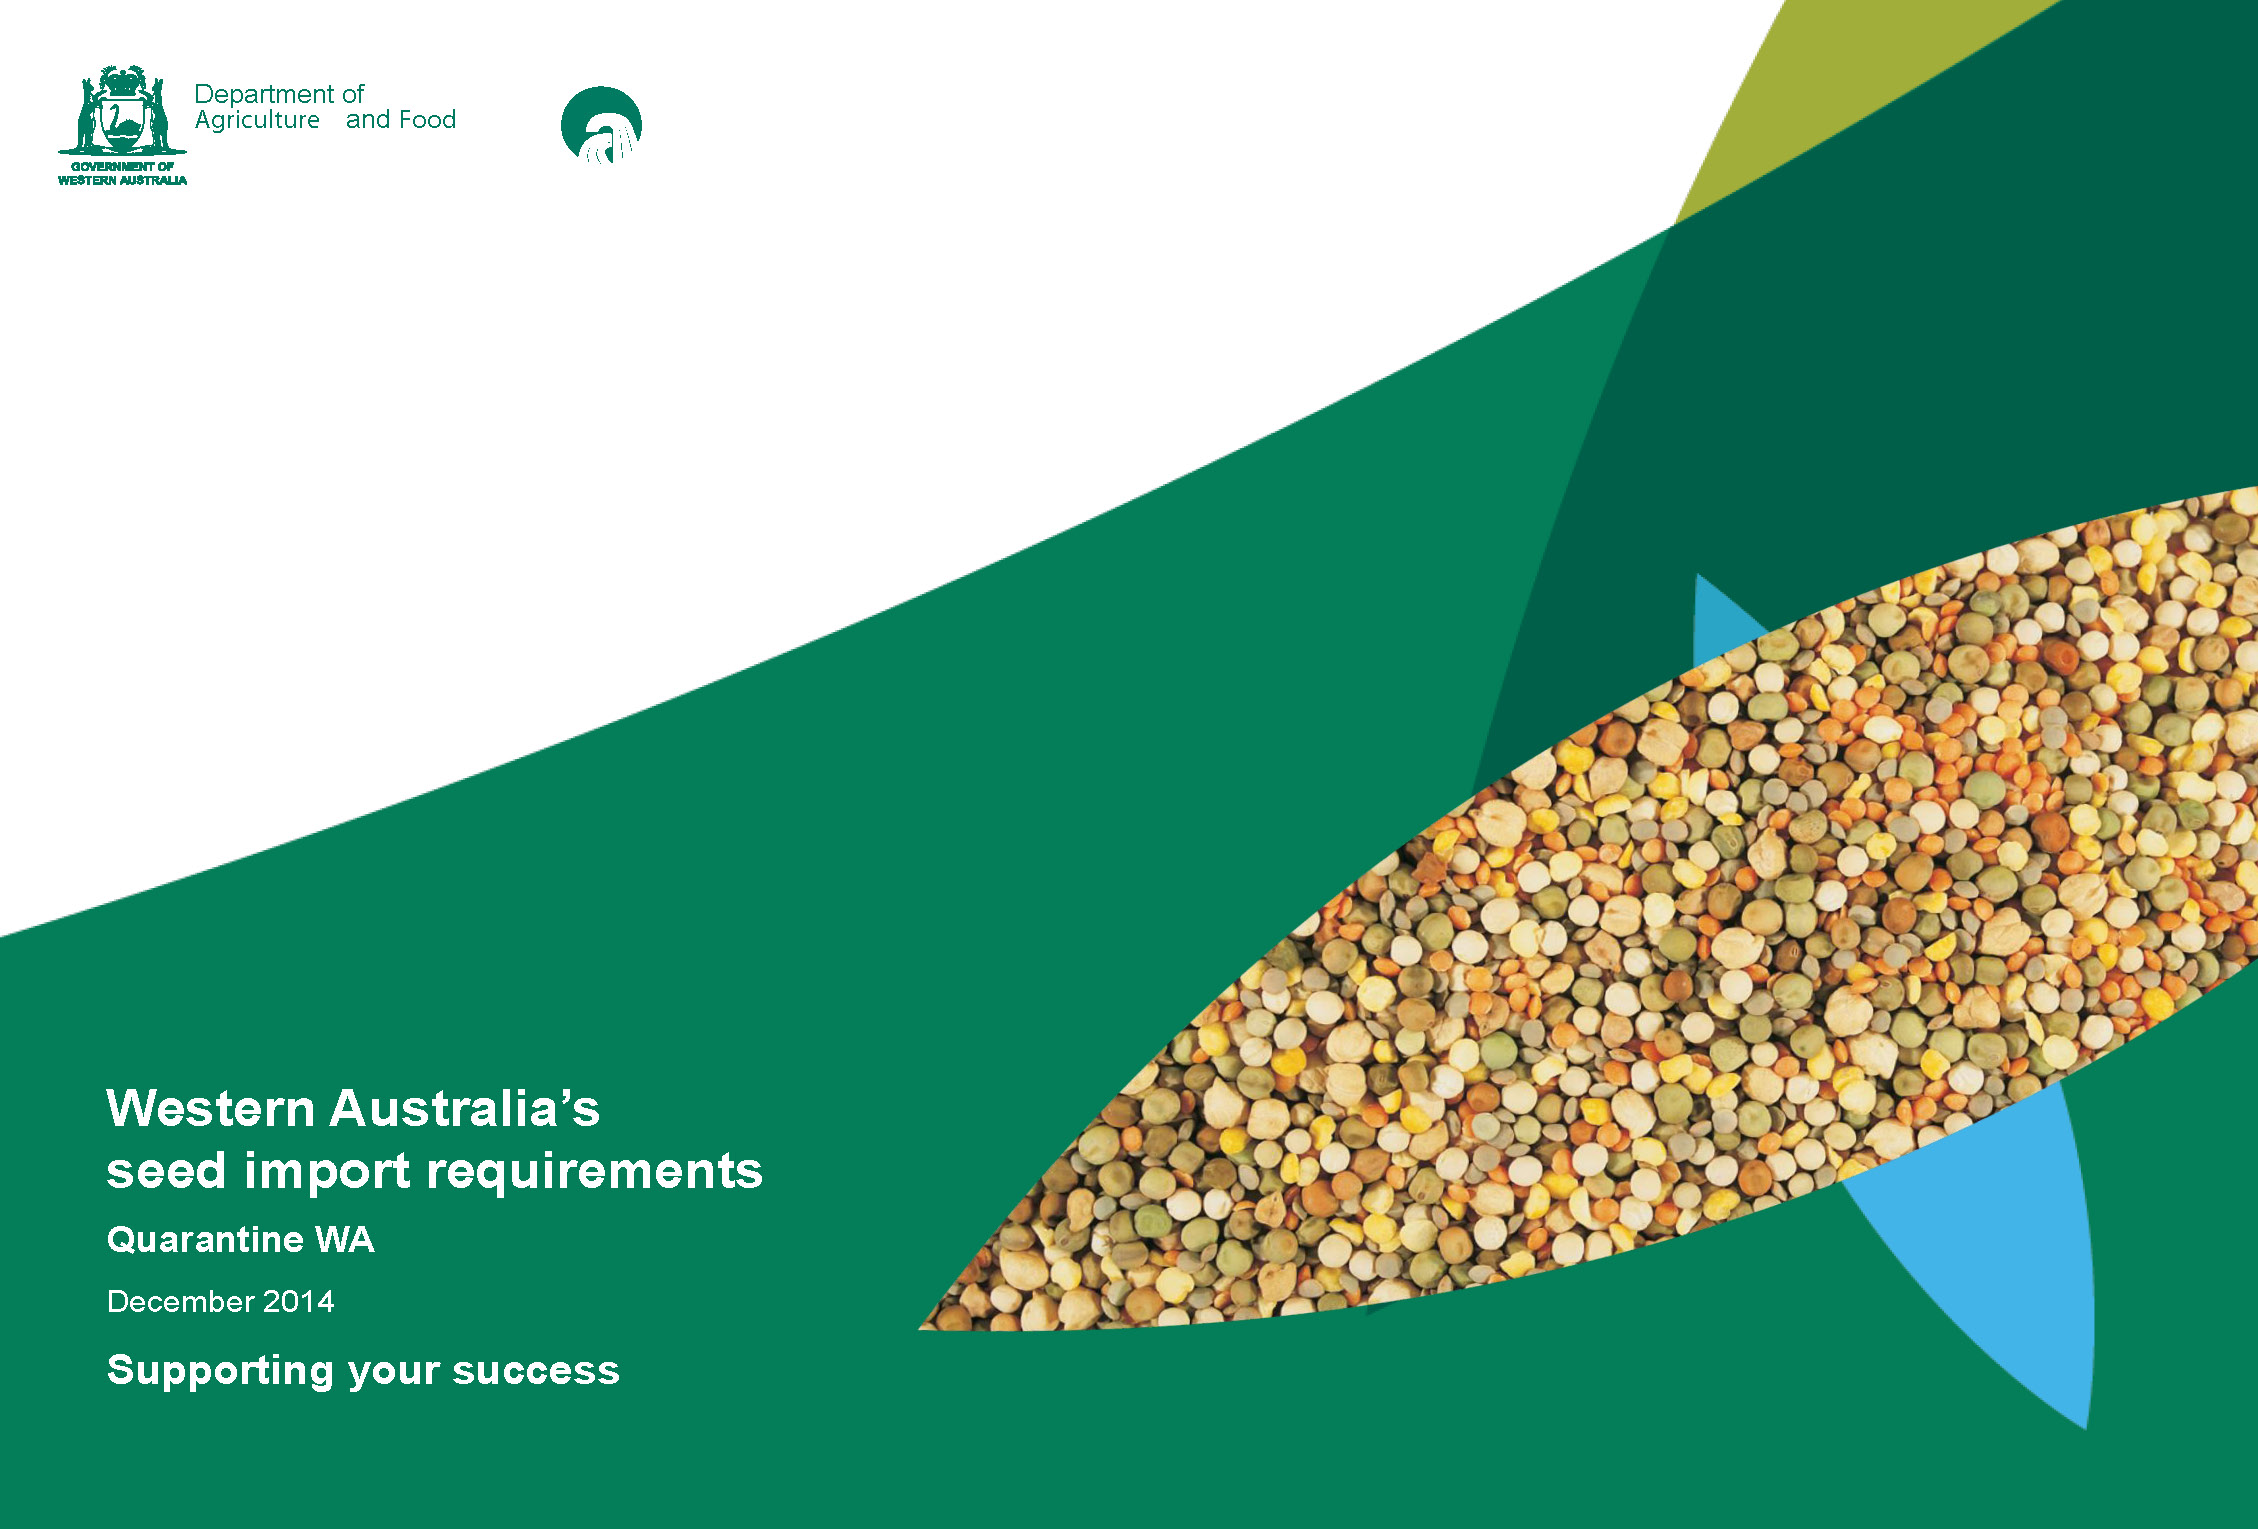 Department of
Agriculture and Food
GOVERNMENT OF
WESTERN AUSTRALIA
Western Australia’s
seed import requirements
Quarantine WA
December 2014
Supporting your success